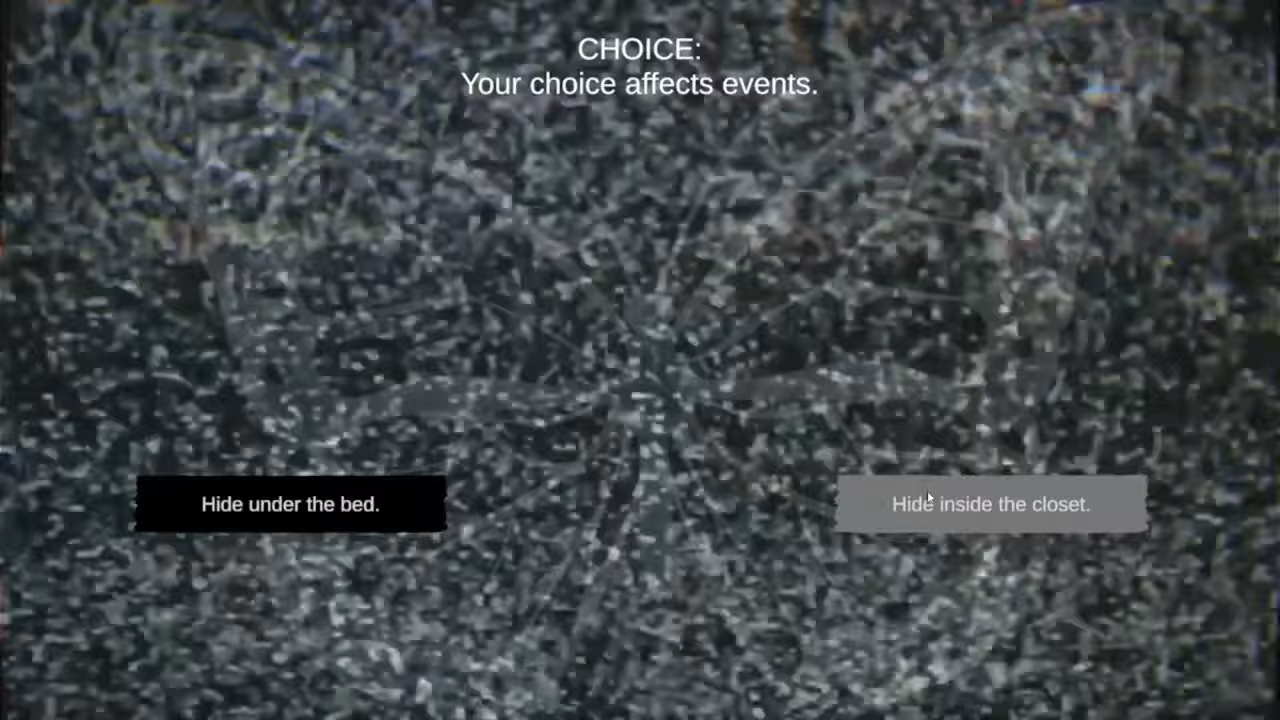 CHOICE:
Your choice affects events.
Hide under the bed.
Hide inside the closet.